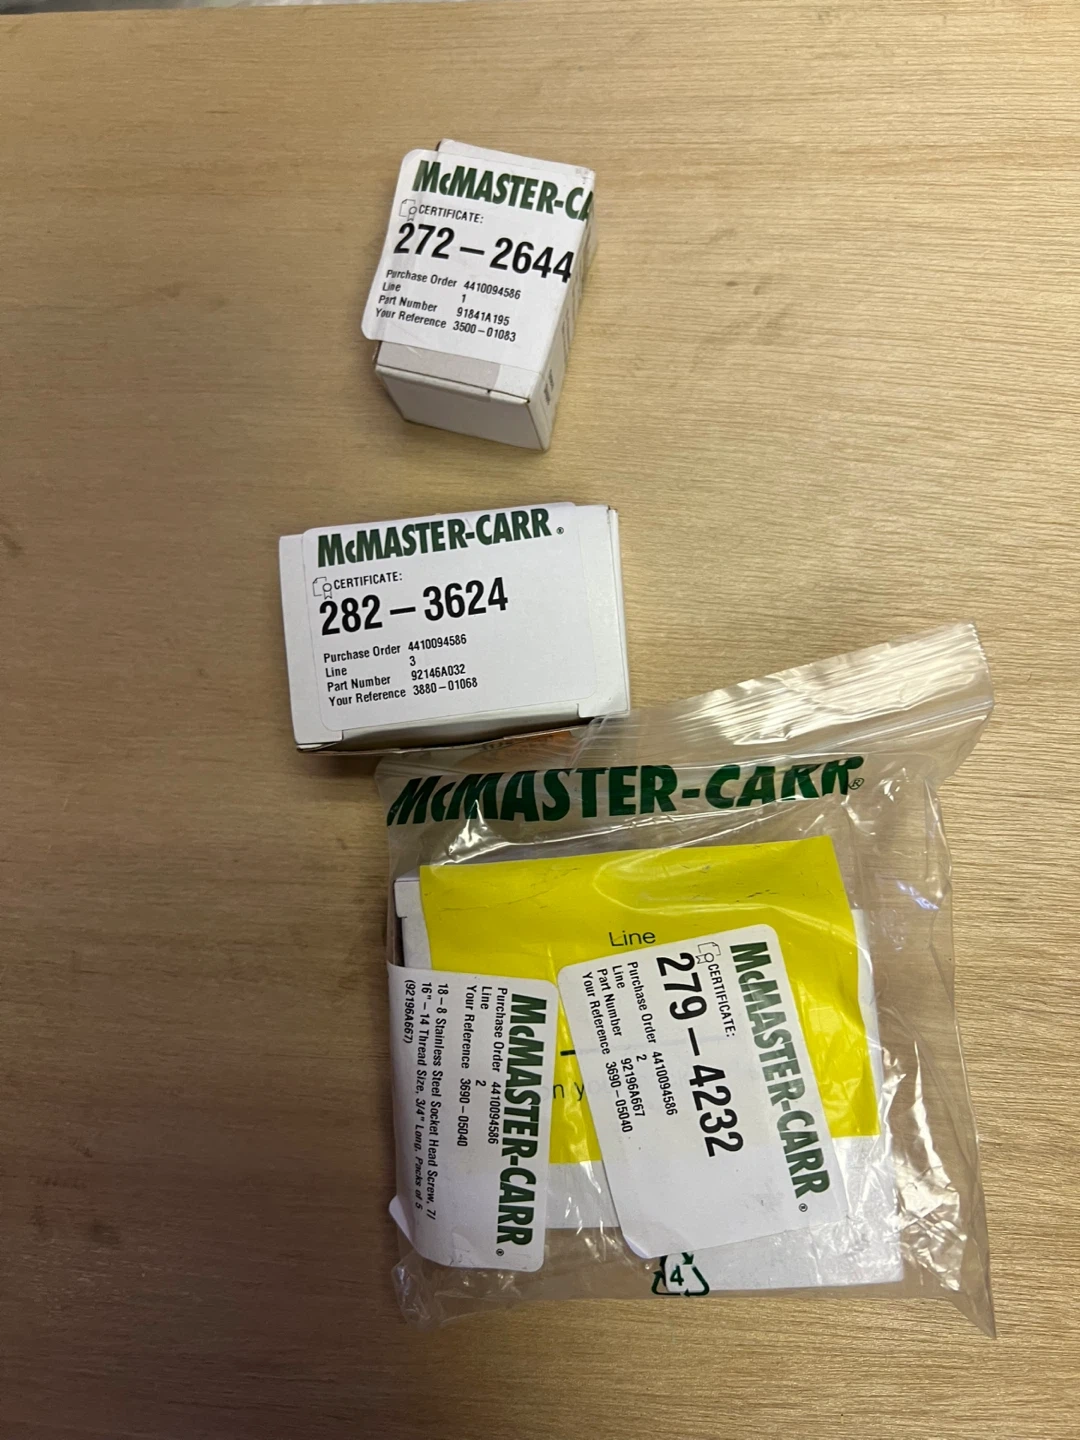 McMASTER-CA
CERTIFICATE:
272-2644
Purchase Order 4410094586
Line 1
Part Number 91841A195
Your Reference 3500-01083
McMASTER-CARR®
CERTIFICATE:
282-3624
Purchase Order 4410094586
Line 3
Part Number 92146A032
Your Reference 3880-01068
McMASTER-CARR®
Line
n y
McMASTER-CARR®
CERTIFICATE:
279-4232
Purchase Order 4410094586
Line 2
Part Number 92196A667
Your Reference 3690-05040
McMASTER-CARR®
Purchase Order 4410094586
Line 2
Your Reference 3690-05040
18-8 Stainless Steel Socket Head Screw, 7/
16"-14 Thread Size, 3/4" Long, Packs of 5
(92196A667)
4